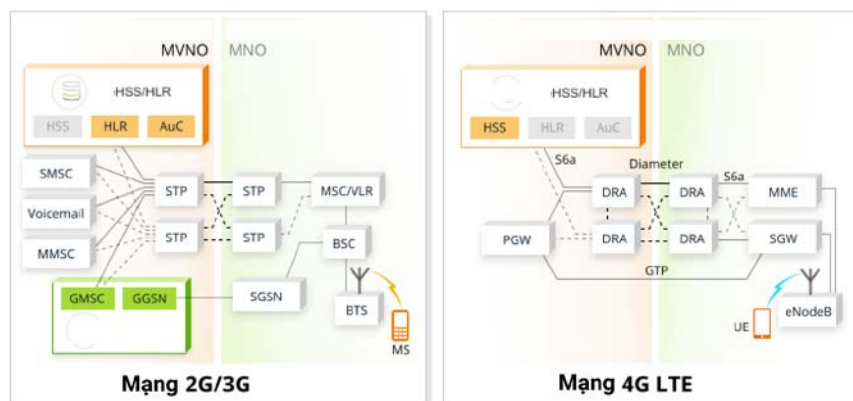 MVNO MNO
HSS/HLR
HSS HLR AuC
SMSC
Voicemail
MMSC
STP STP
STP STP
MSC/VLR
BSC
GMSC GGSN
SGSN
BTS
MS
Mạng 2G/3G
MVNO MNO
HSS/HLR
HSS HLR AuC
S6a
Diameter
S6a
DRA DRA
MME
PGW
DRA DRA
SGW
GTP
UE
eNodeB
Mạng 4G LTE